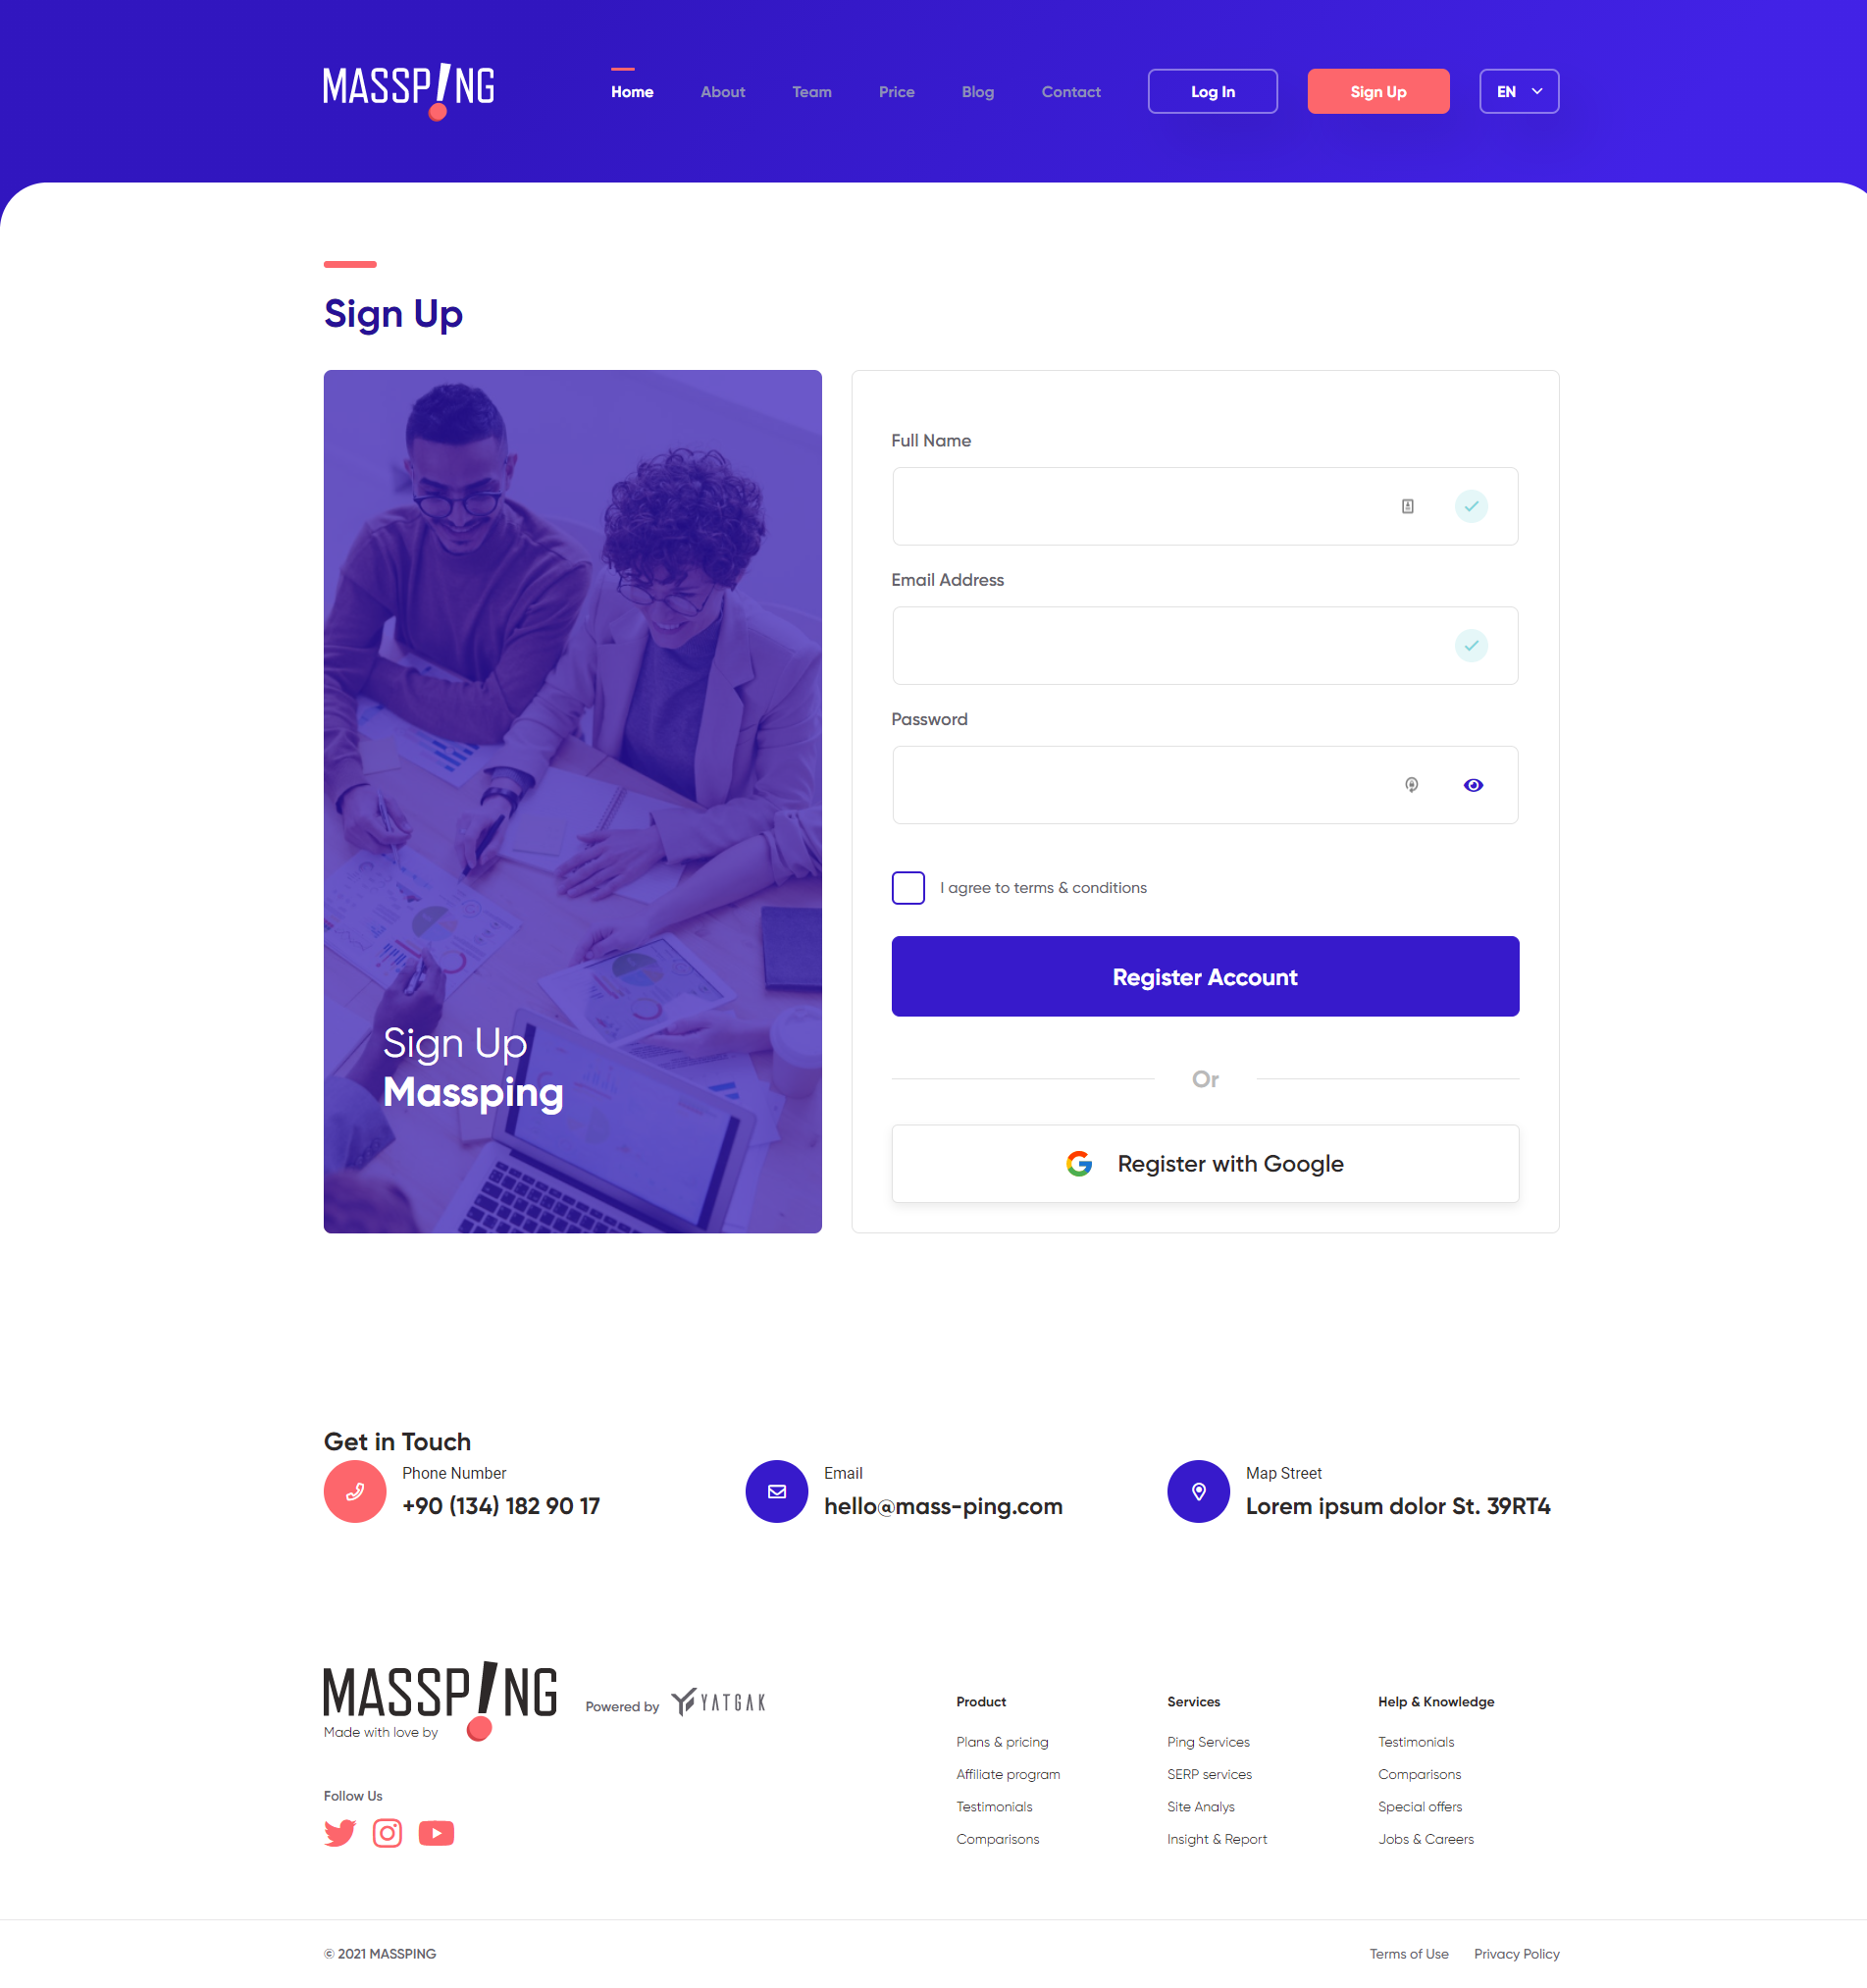 MASSPING
Home
About
Team
Price
Blog
Contact
Log In
Sign Up
EN
Sign Up
Sign Up
Massping
Full Name
Email Address
Password
I agree to terms & conditions
Register Account
Or
Register with Google
Get in Touch
Phone Number
+90 (134) 182 90 17
Email
hello@mass-ping.com
Map Street
Lorem ipsum dolor St. 39RT4
MASSP!NG
Made with love by
Powered by
YATGAK
Follow Us
Product
Plans & pricing
Affiliate program
Testimonials
Comparisons
Services
Ping Services
SERP services
Site Analys
Insight & Report
Help & Knowledge
Testimonials
Comparisons
Special offers
Jobs & Careers
© 2021 MASSPING
Terms of Use
Privacy Policy